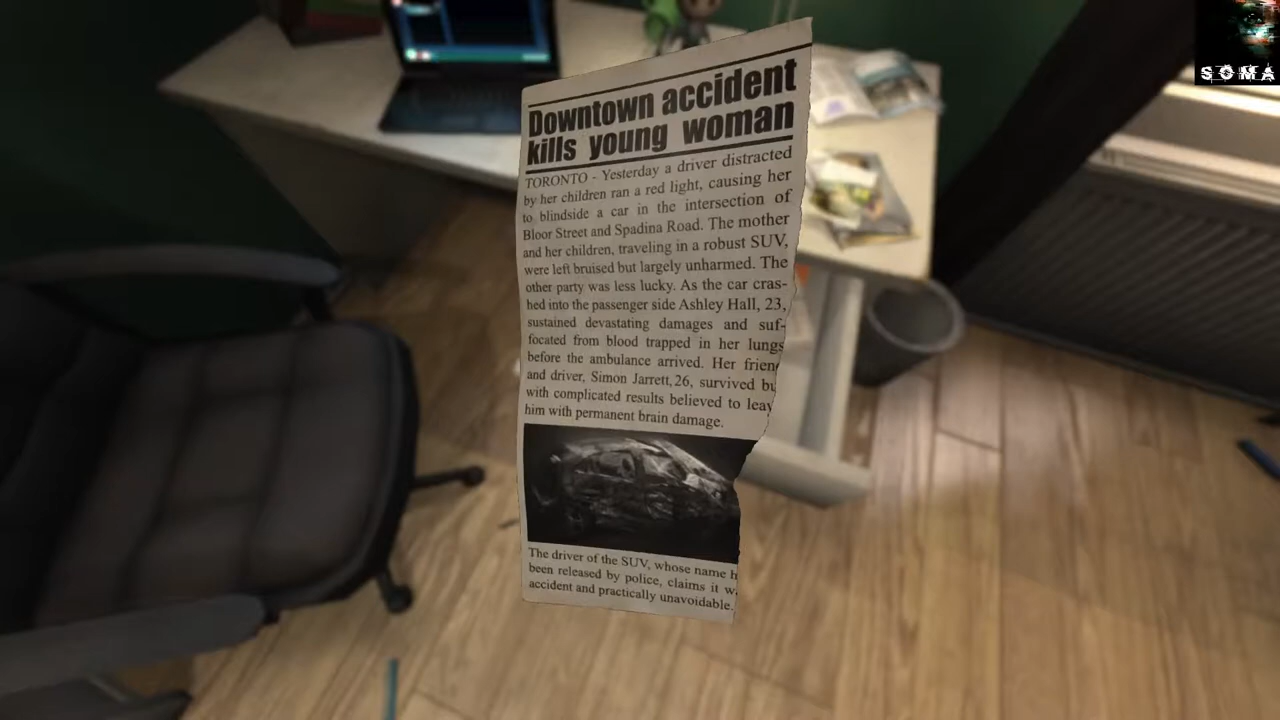 SOMA
Downtown accident
kills young woman
TORONTO - Yesterday a driver distracted
by her children ran a red light, causing her
to blindside a car in the intersection of
Bloor Street and Spadina Road. The mother
and her children, traveling in a robust SUV,
were left bruised but largely unharmed. The
other party was less lucky. As the car cras-
hed into the passenger side Ashley Hall, 23,
sustained devastating damages and suf-
focated from blood trapped in her lungs
before the ambulance arrived. Her frien
and driver, Simon Jarrett, 26, survived bu
with complicated results believed to leav
him with permanent brain damage.
The driver of the SUV, whose name h
been released by police, claims it w
accident and practically unavoidable.